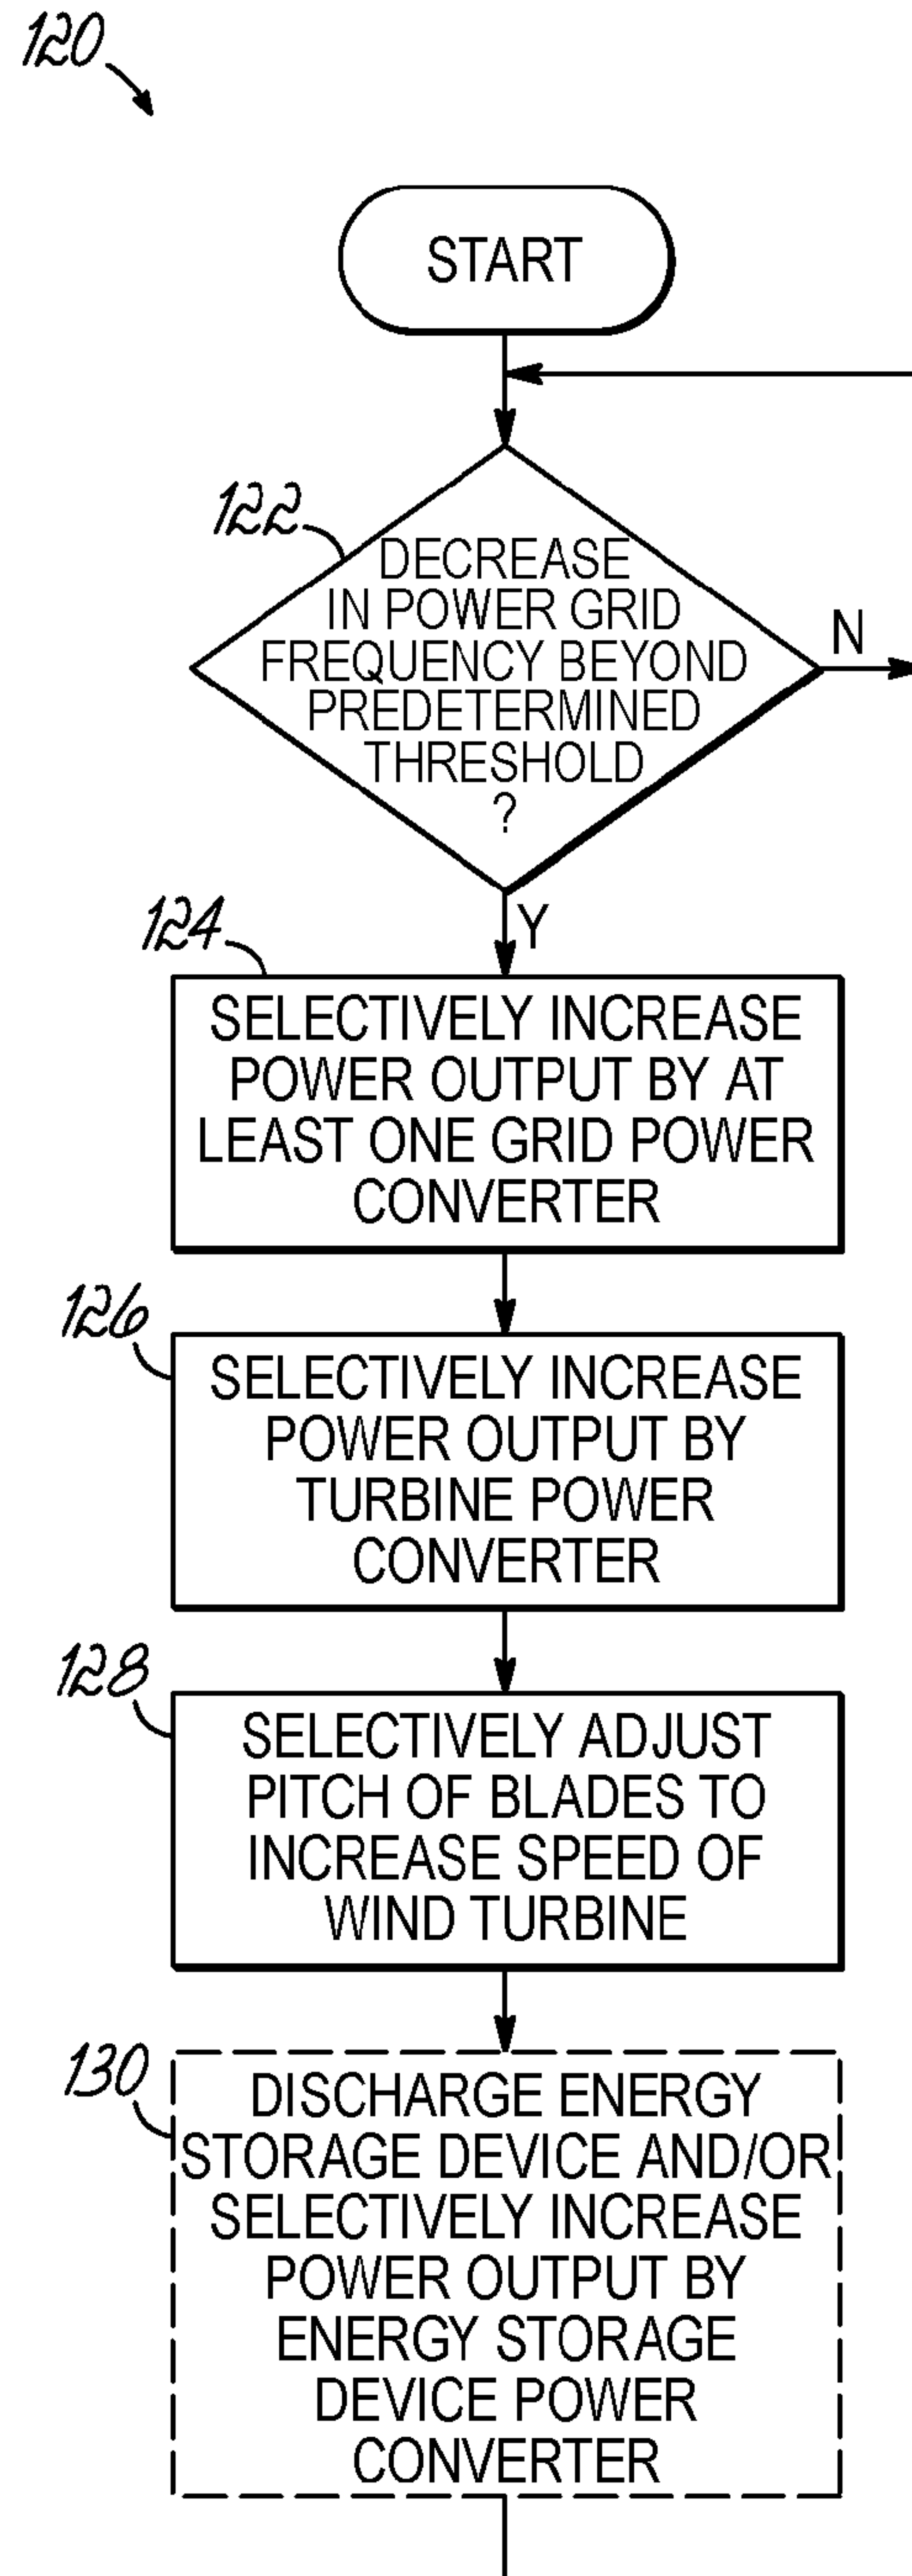 120
START
122
DECREASE
IN POWER GRID
FREQUENCY BEYOND
PREDETERMINED
THRESHOLD
?
N
Y
124
SELECTIVELY INCREASE
POWER OUTPUT BY AT
LEAST ONE GRID POWER
CONVERTER
126
SELECTIVELY INCREASE
POWER OUTPUT BY
TURBINE POWER
CONVERTER
128
SELECTIVELY ADJUST
PITCH OF BLADES TO
INCREASE SPEED OF
WIND TURBINE
130
DISCHARGE ENERGY
STORAGE DEVICE AND/OR
SELECTIVELY INCREASE
POWER OUTPUT BY
ENERGY STORAGE
DEVICE POWER
CONVERTER